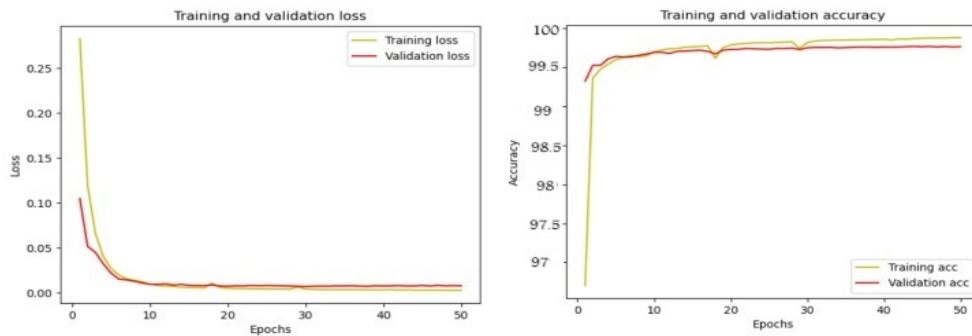 Training and validation loss
Training loss
Validation loss
0.25
0.20
0.15
0.10
0.05
0.00
Loss
0
10
20
30
40
50
Epochs
Training and validation accuracy
100
99.5
99
98.5
98
97.5
97
Accuracy
Training acc
Validation acc
0
10
20
30
40
50
Epochs